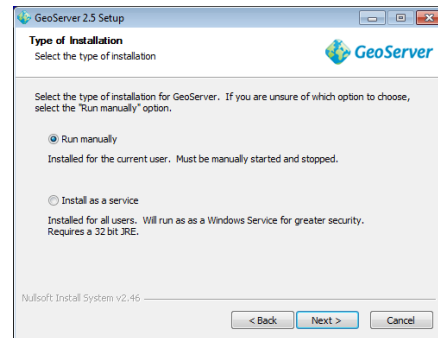 GeoServer 2.5 Setup
Type of Installation
Select the type of installation
GeoServer
Select the type of installation for GeoServer. If you are unsure of which option to choose,
select the "Run manually" option.
Run manually
Installed for the current user. Must be manually started and stopped.
Install as a service
Installed for all users. Will run as as a Windows Service for greater security.
Requires a 32 bit JRE.
Nullsoft Install System v2.46
< Back Next > Cancel